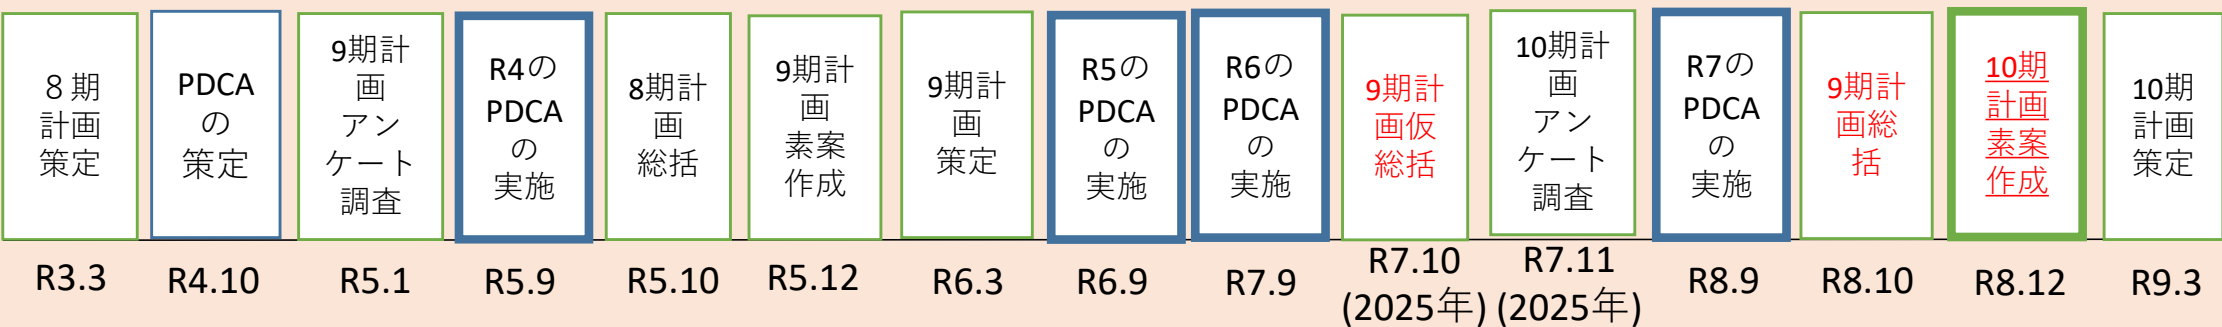 ８期
計画
策定
PDCA
の
策定
9期計
画
アン
ケート
調査
R4の
PDCA
の
実施
8期計
画
総括
9期計
画
素案
作成
9期計
画
策定
R5の
PDCA
の
実施
R6の
PDCA
の
実施
9期計
画仮
総括
10期計
画
アン
ケート
調査
R7の
PDCA
の
実施
9期計
画総
括
10期
計画
素案
作成
10期
計画
策定
R3.3
R4.10
R5.1
R5.9
R5.10
R5.12
R6.3
R6.9
R7.9
R7.10
(2025年)
R7.11
(2025年)
R8.9
R8.10
R8.12
R9.3